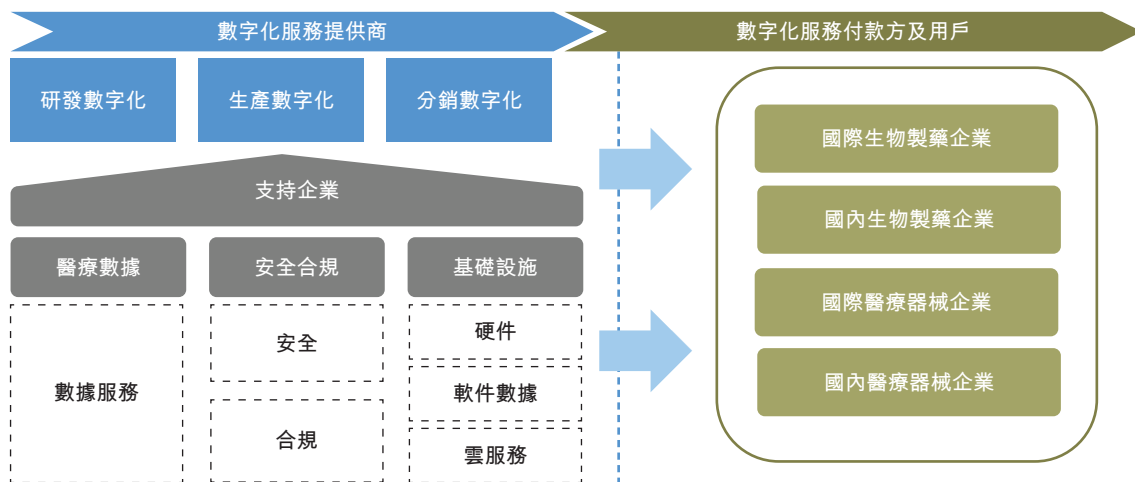 數字化服務提供商
數字化服務付款方及用戶
研發數字化
生產數字化
分銷數字化
支持企業
醫療數據
安全合規
基礎設施
數據服務
安全
合規
硬件
軟件數據
雲服務
國際生物製藥企業
國內生物製藥企業
國際醫療器械企業
國內醫療器械企業